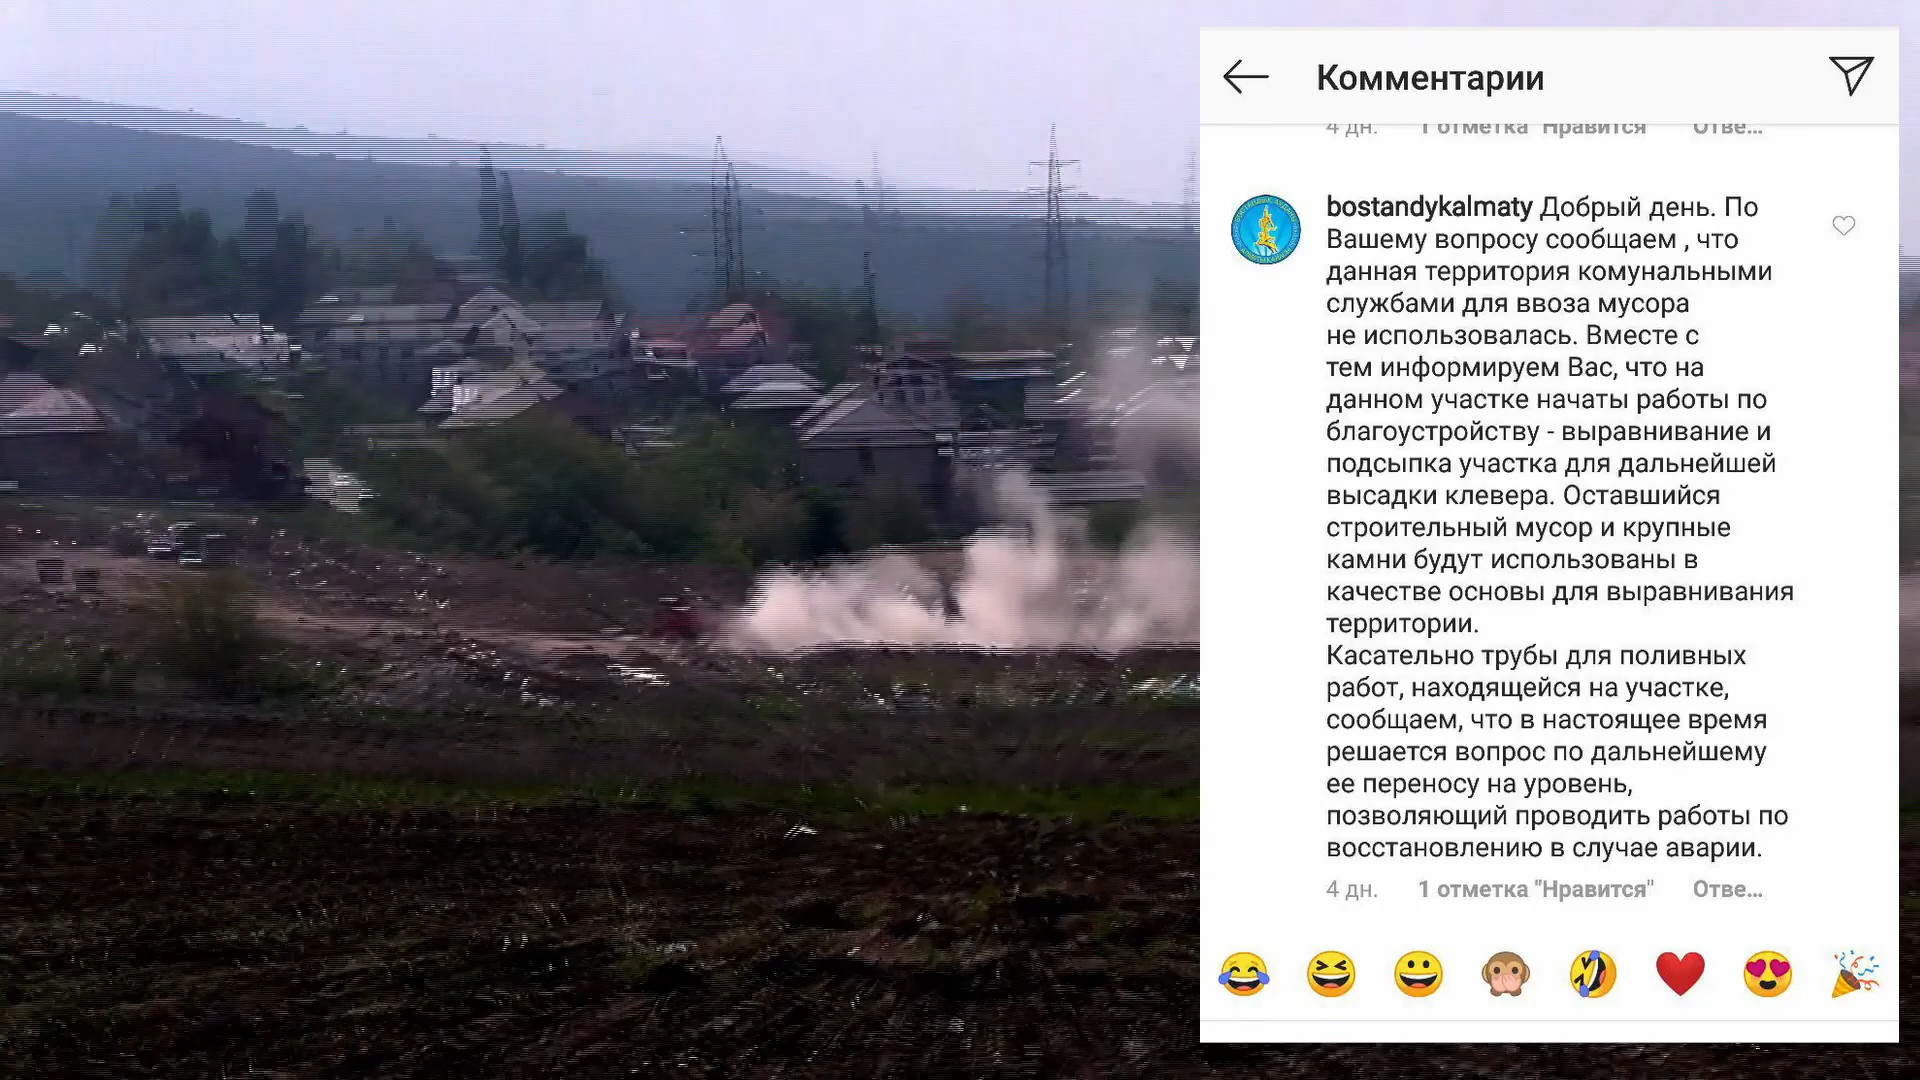 Комментарии
4 дн. 1 отметка "Нравится" Отве...
bostandykalmaty Добрый день. По
Вашему вопросу сообщаем , что
данная территория комунальными
службами для ввоза мусора
не использовалась. Вместе с
тем информируем Вас, что на
данном участке начаты работы по
благоустройству - выравнивание и
подсыпка участка для дальнейшей
высадки клевера. Оставшийся
строительный мусор и крупные
камни будут использованы в
качестве основы для выравнивания
территории.
Касательно трубы для поливных
работ, находящейся на участке,
сообщаем, что в настоящее время
решается вопрос по дальнейшему
ее переносу на уровень,
позволяющий проводить работы по
восстановлению в случае аварии.
4 дн. 1 отметка "Нравится" Отве...